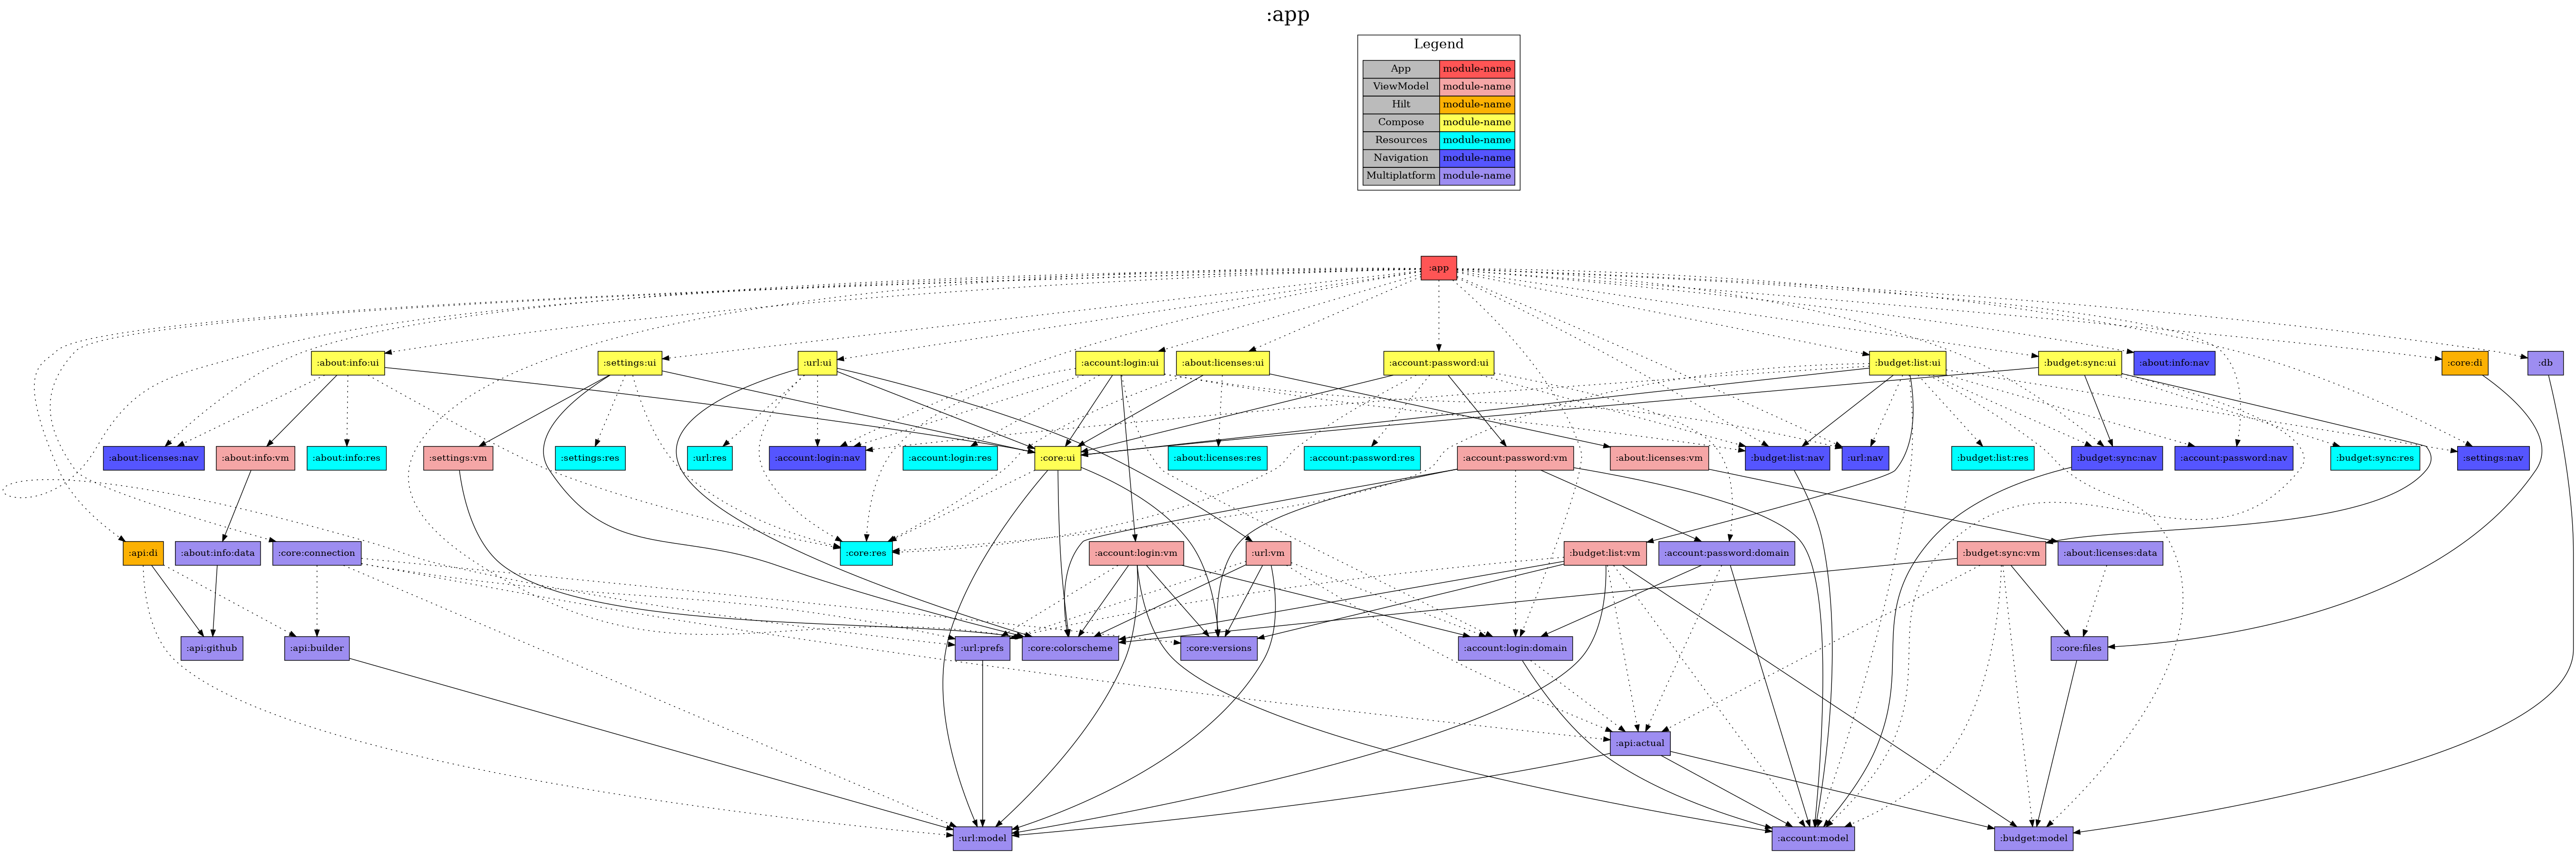 :app
Legend
App module-name
ViewModel module-name
Hilt module-name
Compose module-name
Resources module-name
Navigation module-name
Multiplatform module-name
:app
:about:info:ui :settings:ui :url:ui :account:login:ui :about:licenses:ui :account:password:ui :budget:list:ui :budget:sync:ui :about:info:nav :core:di :db
:about:licenses:nav :about:info:vm :about:info:res :settings:vm :settings:res :url:res :account:login:nav :account:login:res :core:ui :about:licenses:res :account:password:res :account:password:vm :about:licenses:vm :budget:list:nav :url:nav :budget:list:res :budget:sync:nav :account:password:nav :budget:sync:res :settings:nav
:api:di :about:info:data :core:connection :core:res :account:login:vm :url:vm :budget:list:vm :account:password:domain :budget:sync:vm :about:licenses:data
:api:github :api:builder :url:prefs :core:colorscheme :core:versions :account:login:domain :core:files
:api:actual
:url:model :account:model :budget:model